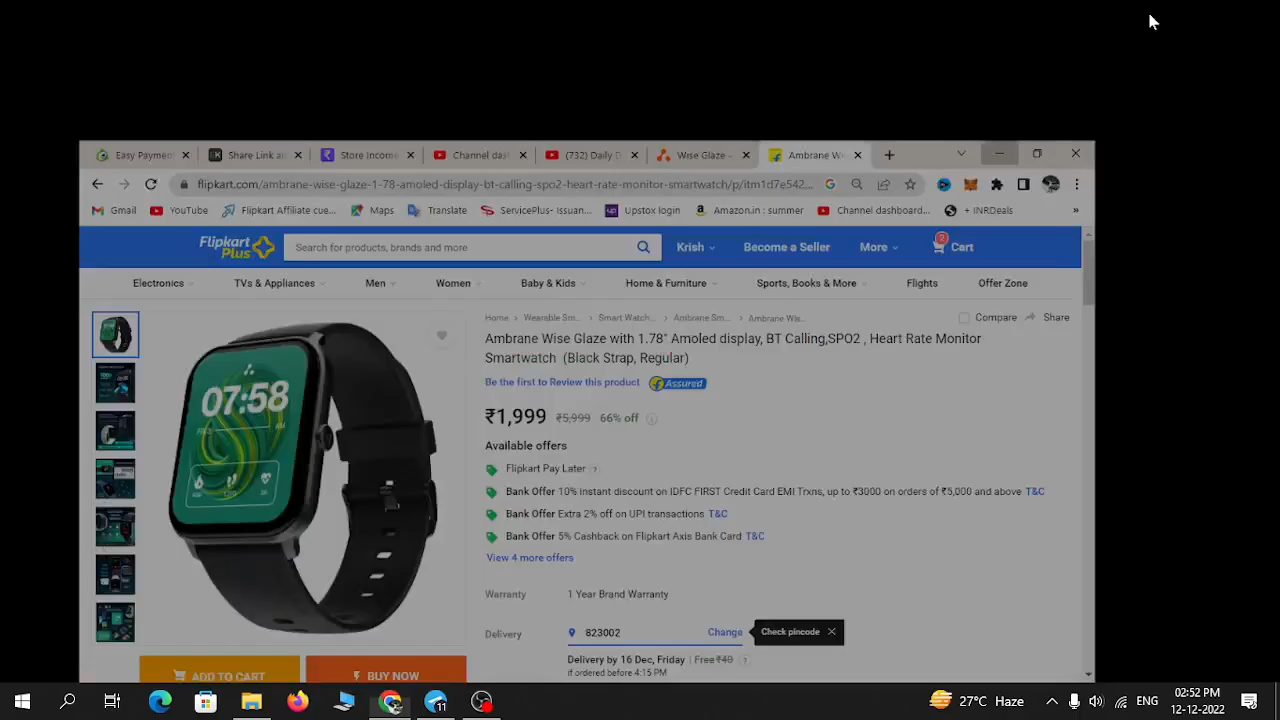 Easy Payment
Share Link an
Store Income
Channel das
(732) Daily D
Wise Glaze -
Ambrane Wi
flipkart.com/ambrane-wise-glaze-1-78-amoled-display-bt-calling-spo2-heart-rate-monitor-smartwatch/p/itm1d7e542...
Gmail
YouTube
Flipkart Affiliate cue...
Maps
Translate
ServicePlus- Issuan...
Upstox login
Amazon.in : summer
Channel dashboard...
+ INRDeals
»
Flipkart
Plus
Search for products, brands and more
Krish
Become a Seller
More
2
Cart
Electronics
TVs & Appliances
Men
Women
Baby & Kids
Home & Furniture
Sports, Books & More
Flights
Offer Zone
Home
Wearable Sm...
Smart Watch...
Ambrane Sm...
Ambrane Wis...
Compare
Share
Ambrane Wise Glaze with 1.78" Amoled display, BT Calling,SPO2 , Heart Rate Monitor
Smartwatch (Black Strap, Regular)
Be the first to Review this product
Assured
₹1,999 ₹5,999 66% off
Available offers
Flipkart Pay Later
Bank Offer 10% Instant discount on IDFC FIRST Credit Card EMI Trxns, up to ₹3000 on orders of ₹5,000 and above T&C
Bank Offer Extra 2% off on UPI transactions T&C
Bank Offer 5% Cashback on Flipkart Axis Bank Card T&C
View 4 more offers
Warranty
1 Year Brand Warranty
Delivery
823002
Change
Check pincode
Delivery by 16 Dec, Friday | Free ₹40 ?
if ordered before 4:15 PM
07:58
AM
ADD TO CART
BUY NOW
11
27°C Haze
ENG
02:52 PM
12-12-2022